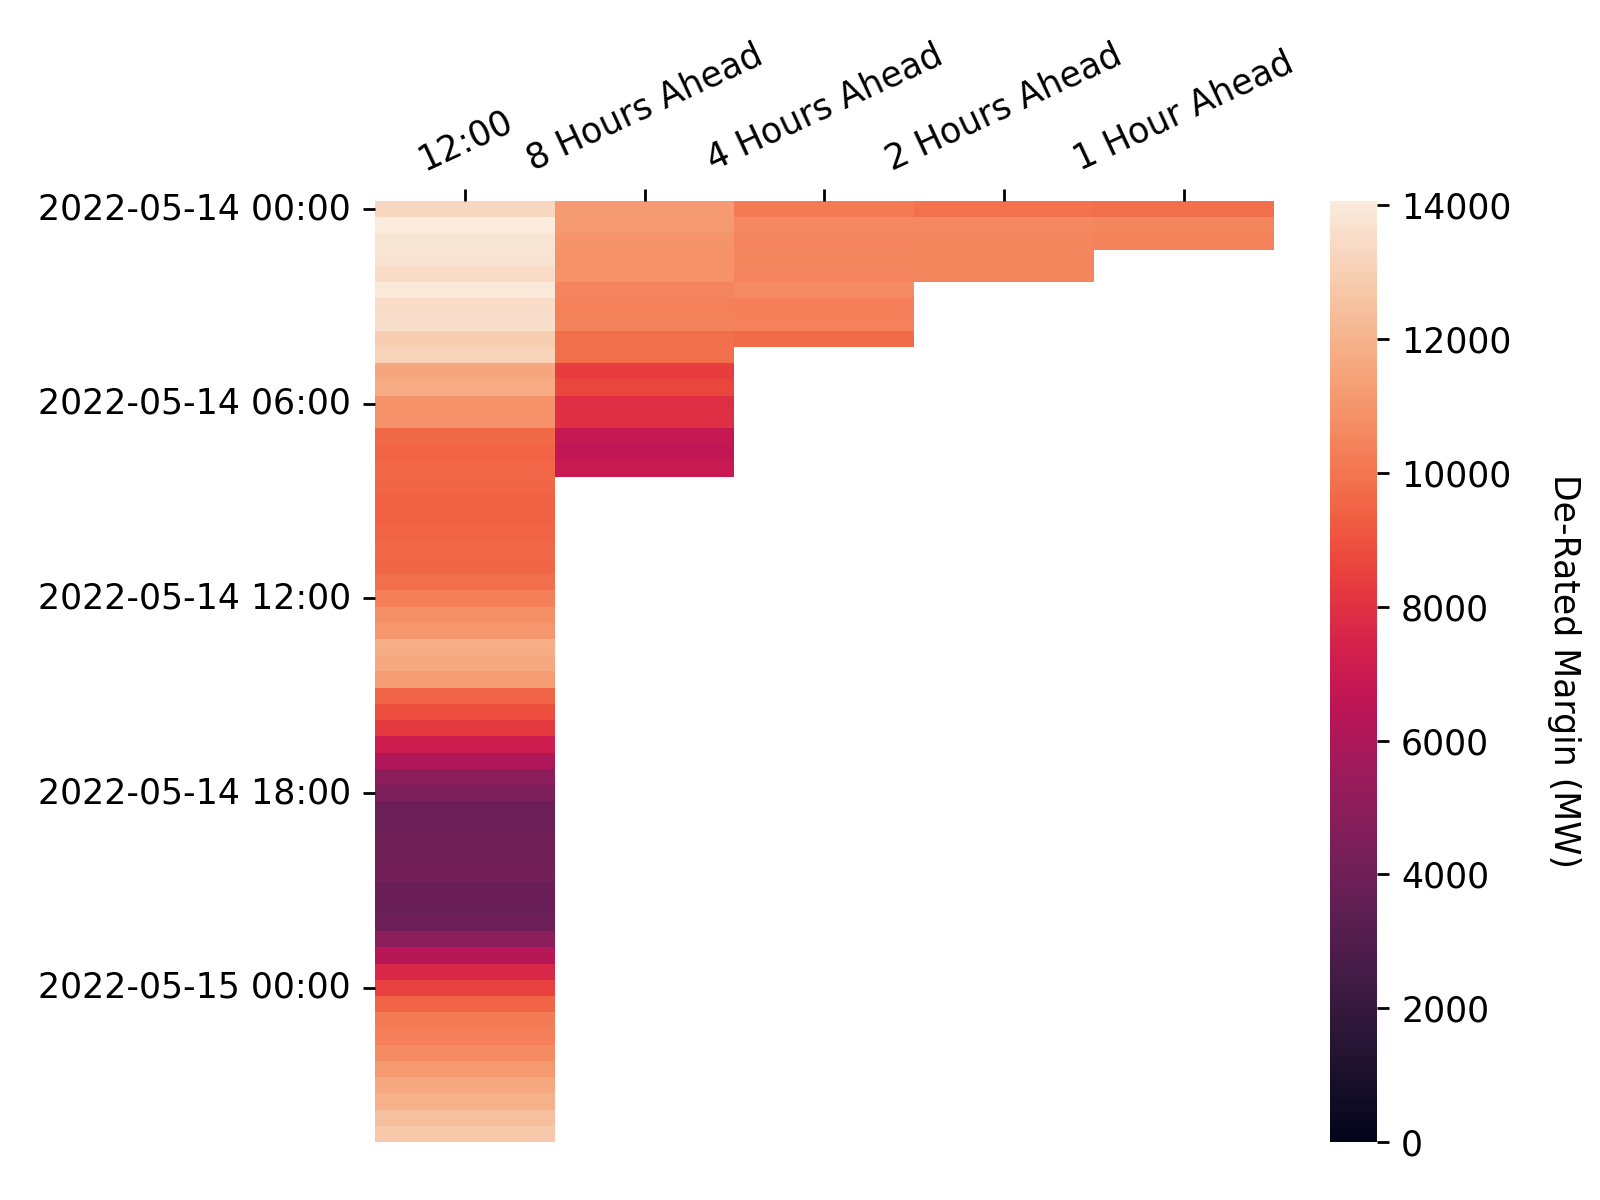 12:00
8 Hours Ahead
4 Hours Ahead
2 Hours Ahead
1 Hour Ahead
2022-05-14 00:00
2022-05-14 06:00
2022-05-14 12:00
2022-05-14 18:00
2022-05-15 00:00
14000
12000
10000
8000
6000
4000
2000
0
De-Rated Margin (MW)